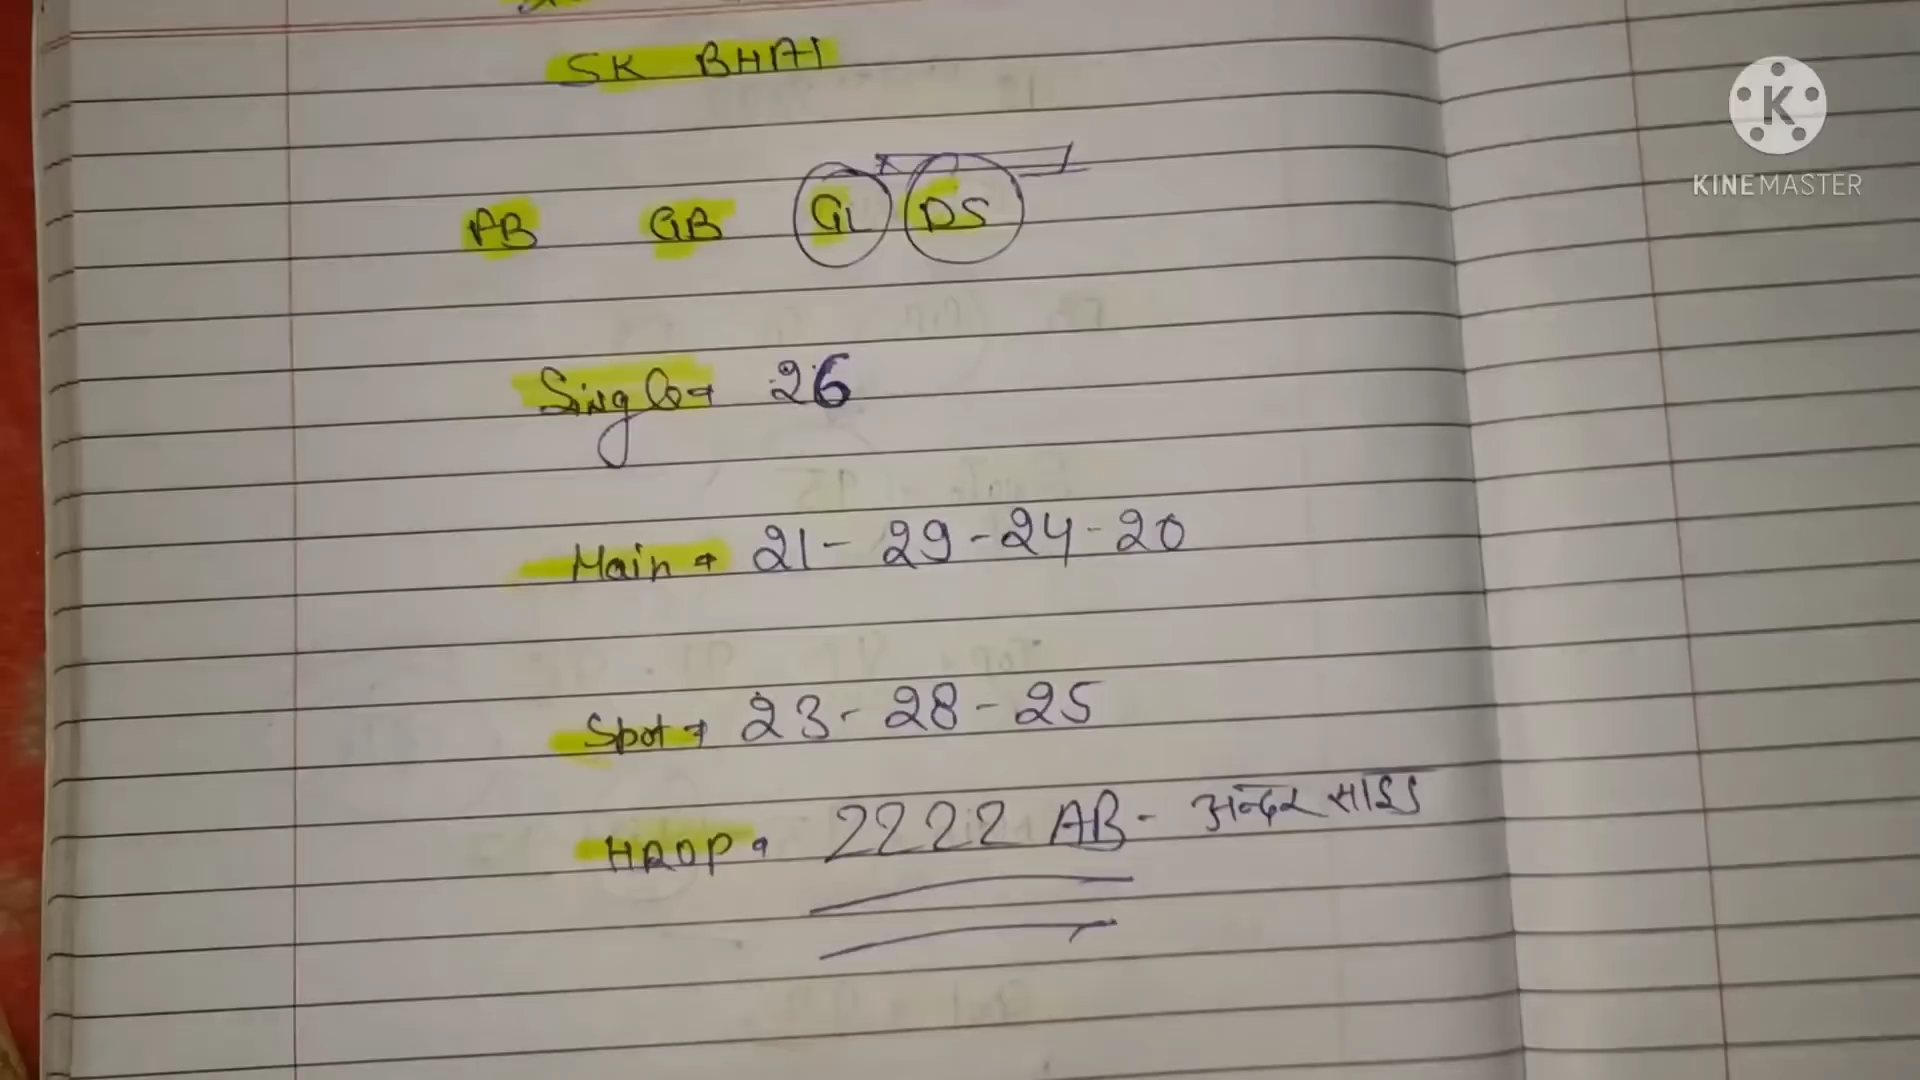 SK BHAI
AB GB GL DS
Single → 26
Main → 21 - 29 - 24 - 20
Spot → 23 - 28 - 25
HROP → 2222 AB - अन्दर साइड
K
KINEMASTER